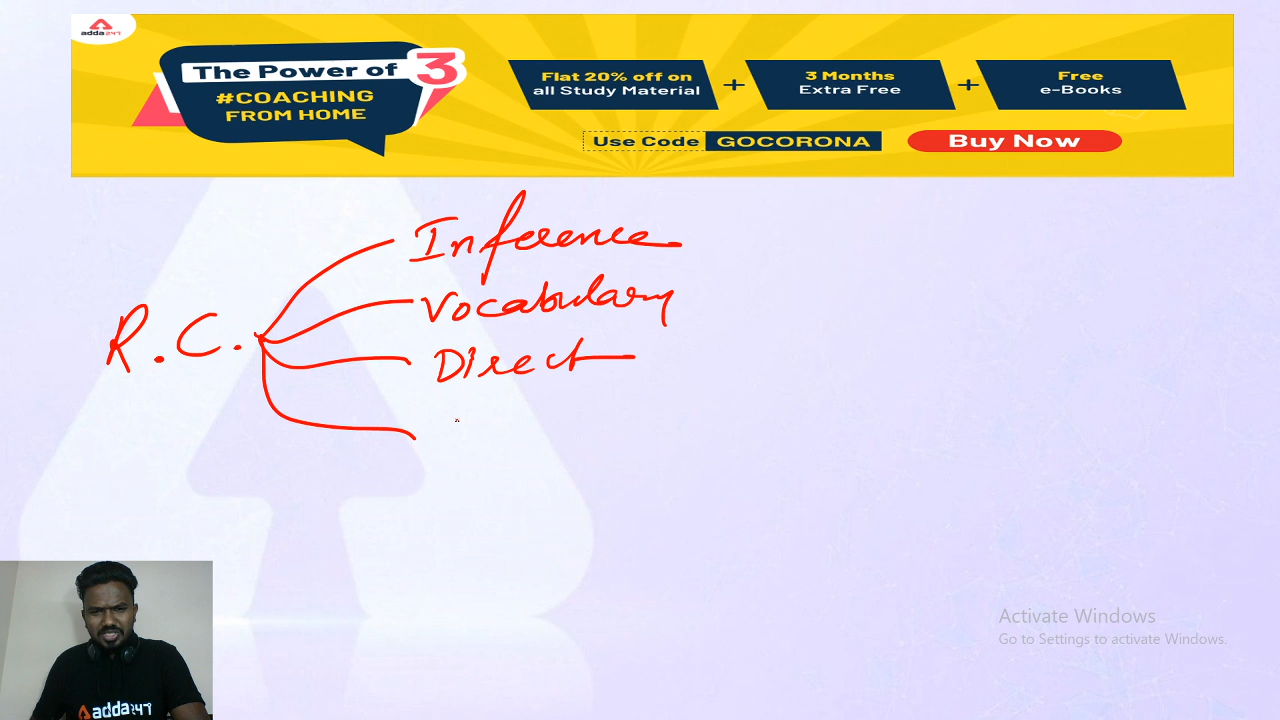 adda247
The Power of 3
#COACHING
FROM HOME
Flat 20% off on
all Study Material
+
3 Months
Extra Free
+
Free
e-Books
Use Code GOCORONA
Buy Now
Inference
Vocabulary
R.C.
Direct
Activate Windows
Go to Settings to activate Windows.
adda247